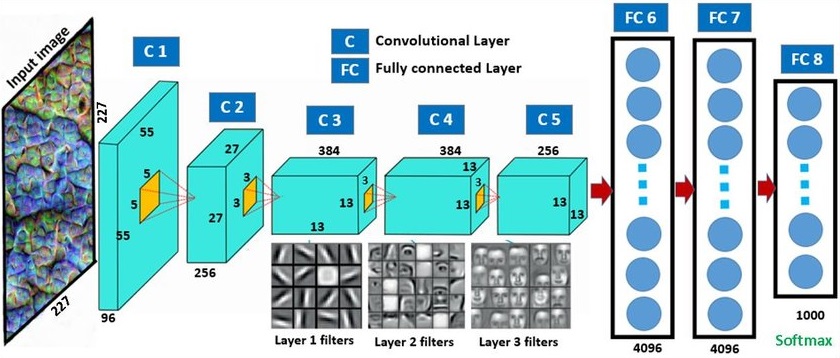 Input image
227
227
C 1
55
5
5
55
96
C 2
27
3
3
27
256
C Convolutional Layer
FC Fully connected Layer
C 3
384
3
13
13
C 4
384
13
3
13
C 5
256
13
13
Layer 1 filters
Layer 2 filters
Layer 3 filters
FC 6
4096
FC 7
4096
FC 8
1000
Softmax